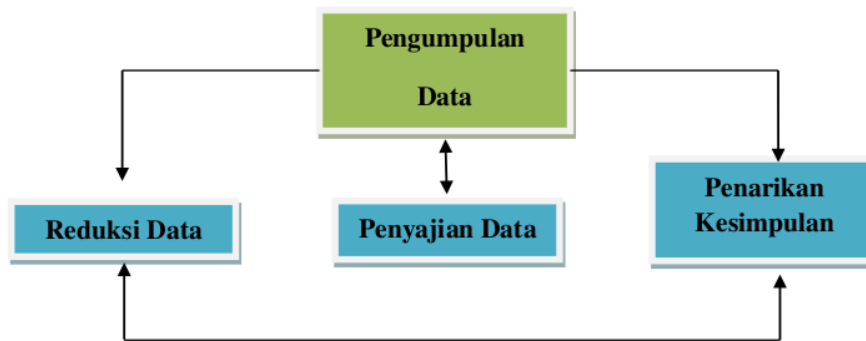 Pengumpulan
Data
Reduksi Data
Penyajian Data
Penarikan
Kesimpulan